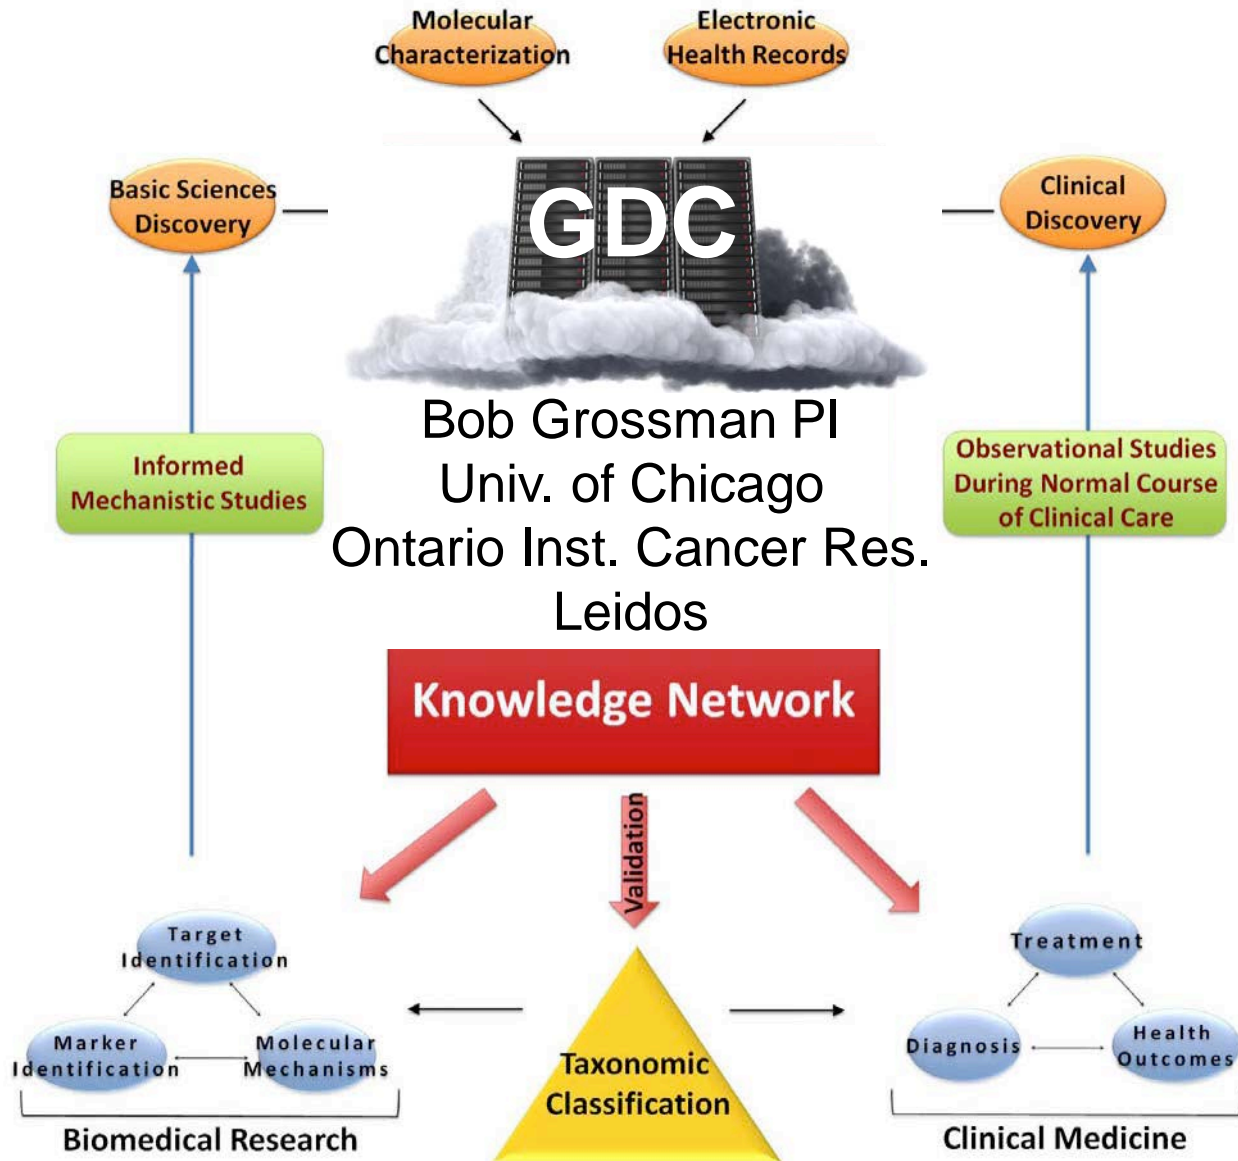 Molecular
Characterization
Electronic
Health Records
Basic Sciences
Discovery
GDC
Clinical
Discovery
Bob Grossman PI
Univ. of Chicago
Ontario Inst. Cancer Res.
Leidos
Informed
Mechanistic Studies
Observational Studies
During Normal Course
of Clinical Care
Knowledge Network
Validation
Target
Identification
Marker
Identification
Molecular
Mechanisms
Biomedical Research
Taxonomic
Classification
Treatment
Diagnosis
Health
Outcomes
Clinical Medicine